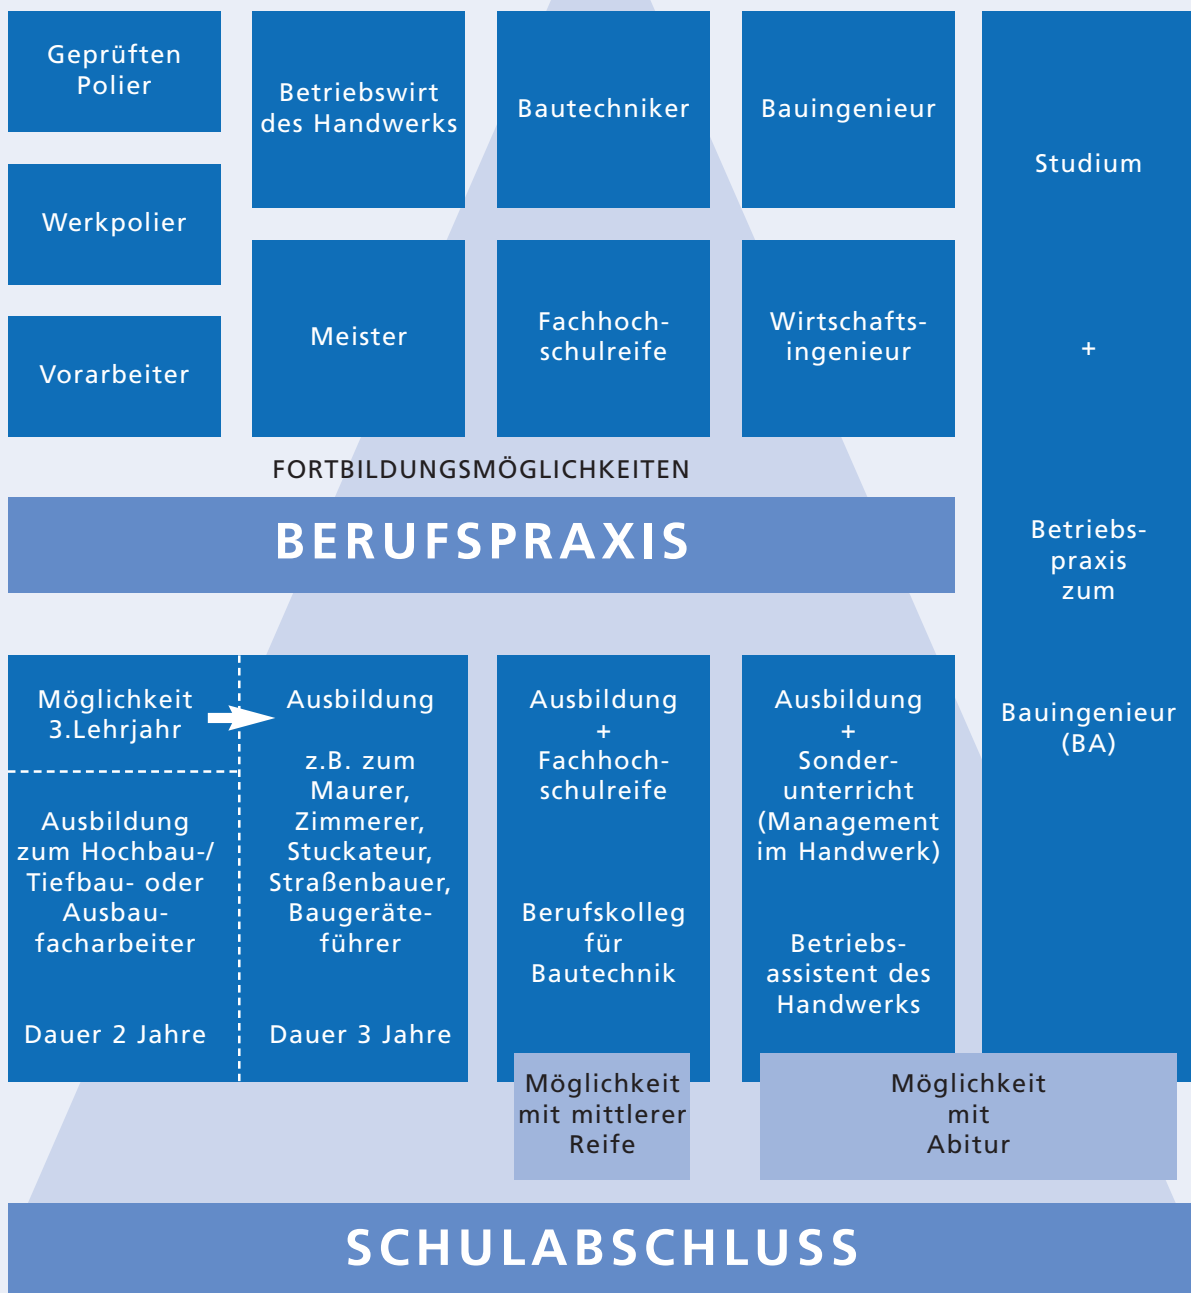 Geprüften
Polier
Werkpolier
Vorarbeiter
Betriebswirt
des Handwerks
Meister
Bautechniker
Fachhoch-
schulreife
Bauingenieur
Wirtschafts-
ingenieur
Studium
+
Betriebs-
praxis
zum
Bauingenieur
(BA)
FORTBILDUNGSMÖGLICHKEITEN
BERUFSPRAXIS
Möglichkeit
3.Lehrjahr
Ausbildung
zum Hochbau-/
Tiefbau- oder
Ausbau-
facharbeiter
Dauer 2 Jahre
Ausbildung
z.B. zum
Maurer,
Zimmerer,
Stuckateur,
Straßenbauer,
Baugeräte-
führer
Dauer 3 Jahre
Ausbildung
+
Fachhoch-
schulreife
Berufskolleg
für
Bautechnik
Möglichkeit
mit mittlerer
Reife
Ausbildung
+
Sonder-
unterricht
(Management
im Handwerk)
Betriebs-
assistent des
Handwerks
Möglichkeit
mit
Abitur
SCHULABSCHLUSS